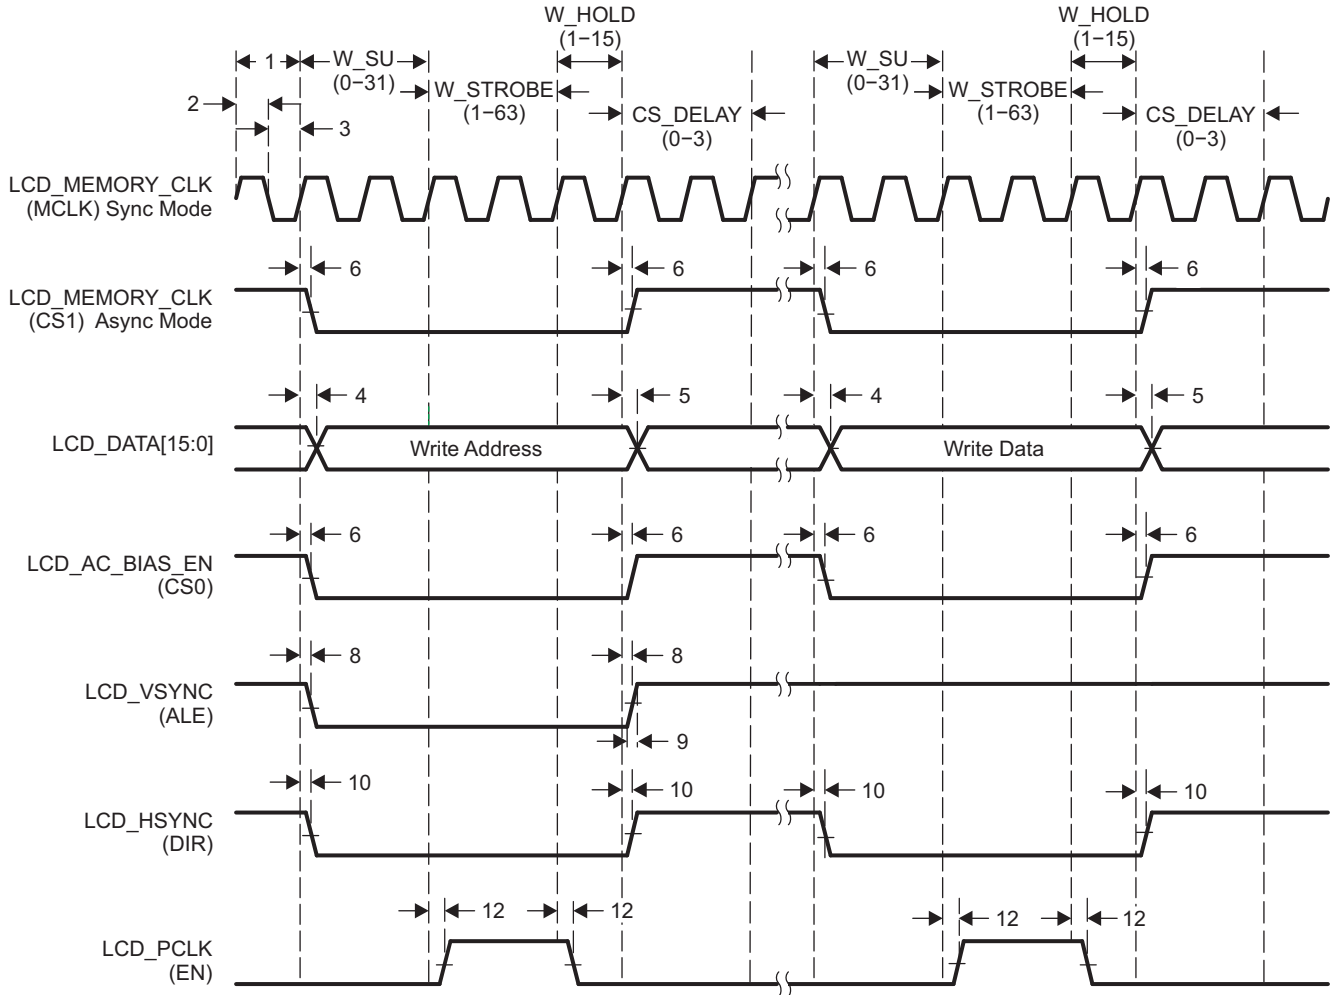 W_HOLD W_HOLD
(1−15) (1−15)
1 W_SU W_SU
(0−31) (0−31)
2 W_STROBE W_STROBE
(1−63) (1−63)
3 CS_DELAY CS_DELAY
(0−3) (0−3)
LCD_MEMORY_CLK
(MCLK) Sync Mode
6 6 6 6
LCD_MEMORY_CLK
(CS1) Async Mode
4 5 4 5
LCD_DATA[15:0] Write Address Write Data
6 6 6 6
LCD_AC_BIAS_EN
(CS0)
8 8
LCD_VSYNC
(ALE)
9
10 10 10 10
LCD_HSYNC
(DIR)
12 12 12 12
LCD_PCLK
(EN)